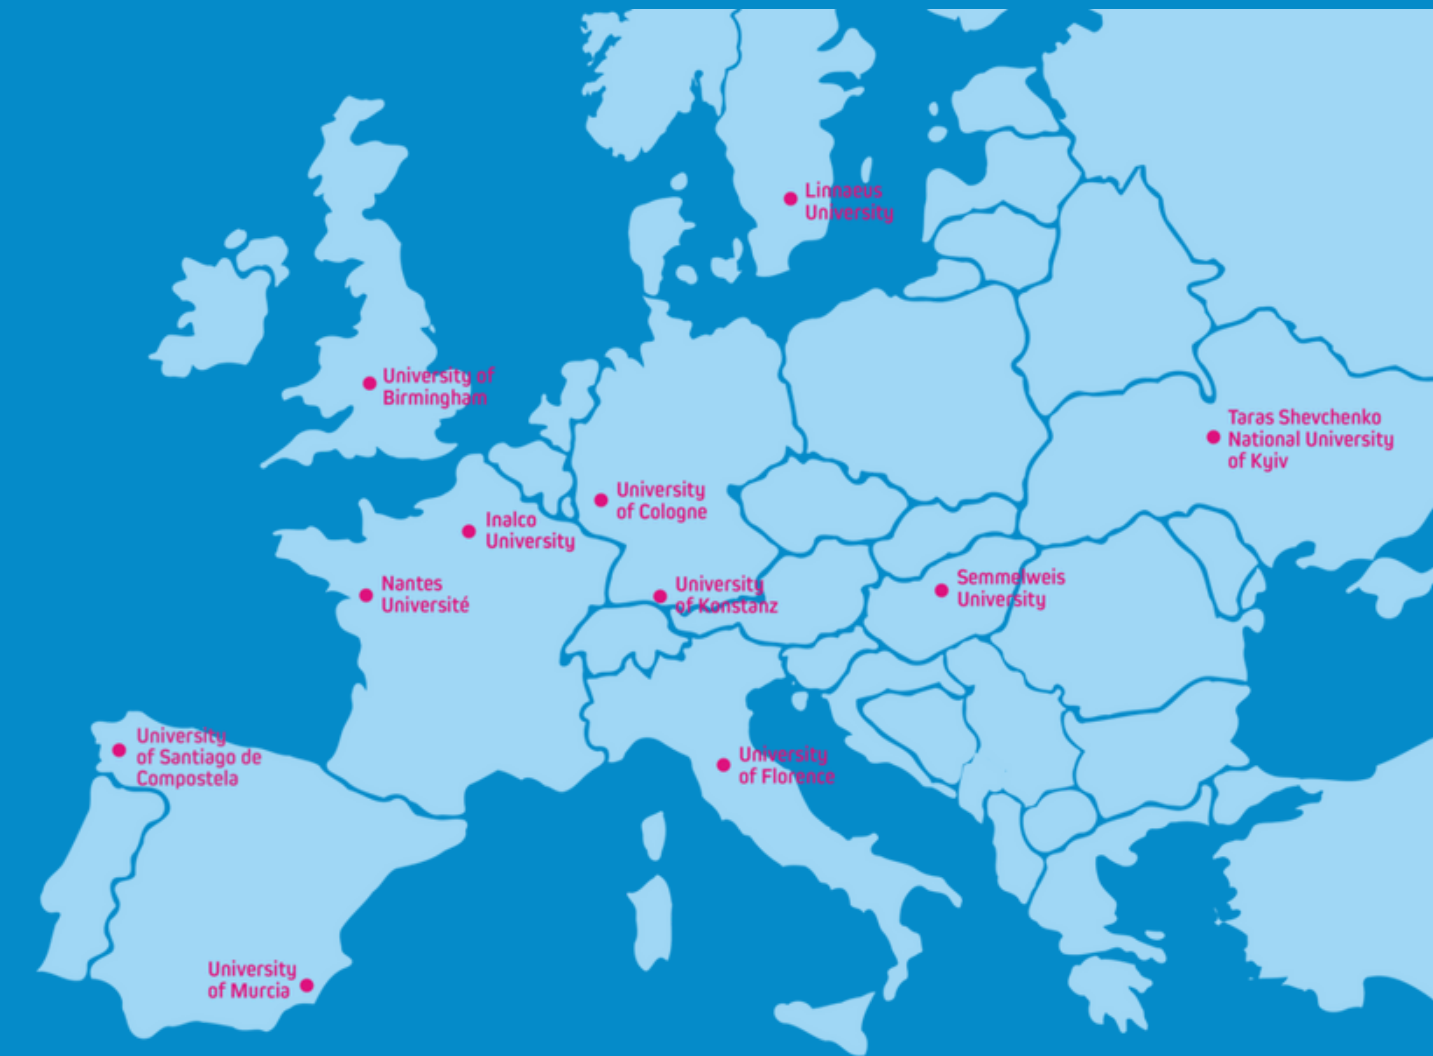 Linnaeus
University
University of
Birmingham
Taras Shevchenko
National University
of Kyiv
University
of Cologne
Inalco
University
Nantes
Université
University
of Konstanz
Semmelweis
University
University
of Santiago de
Compostela
University
of Florence
University
of Murcia